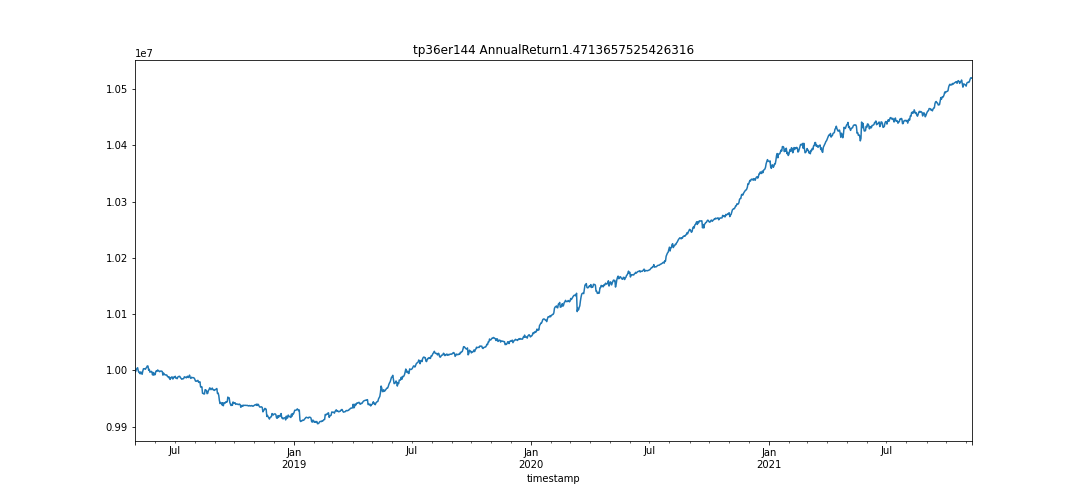 tp36er144 AnnualReturn1.4713657525426316
1e7
1.05
1.04
1.03
1.02
1.01
1.00
0.99
Jul Jan Jul Jan Jul Jan Jul
2019 2020 2021
timestamp